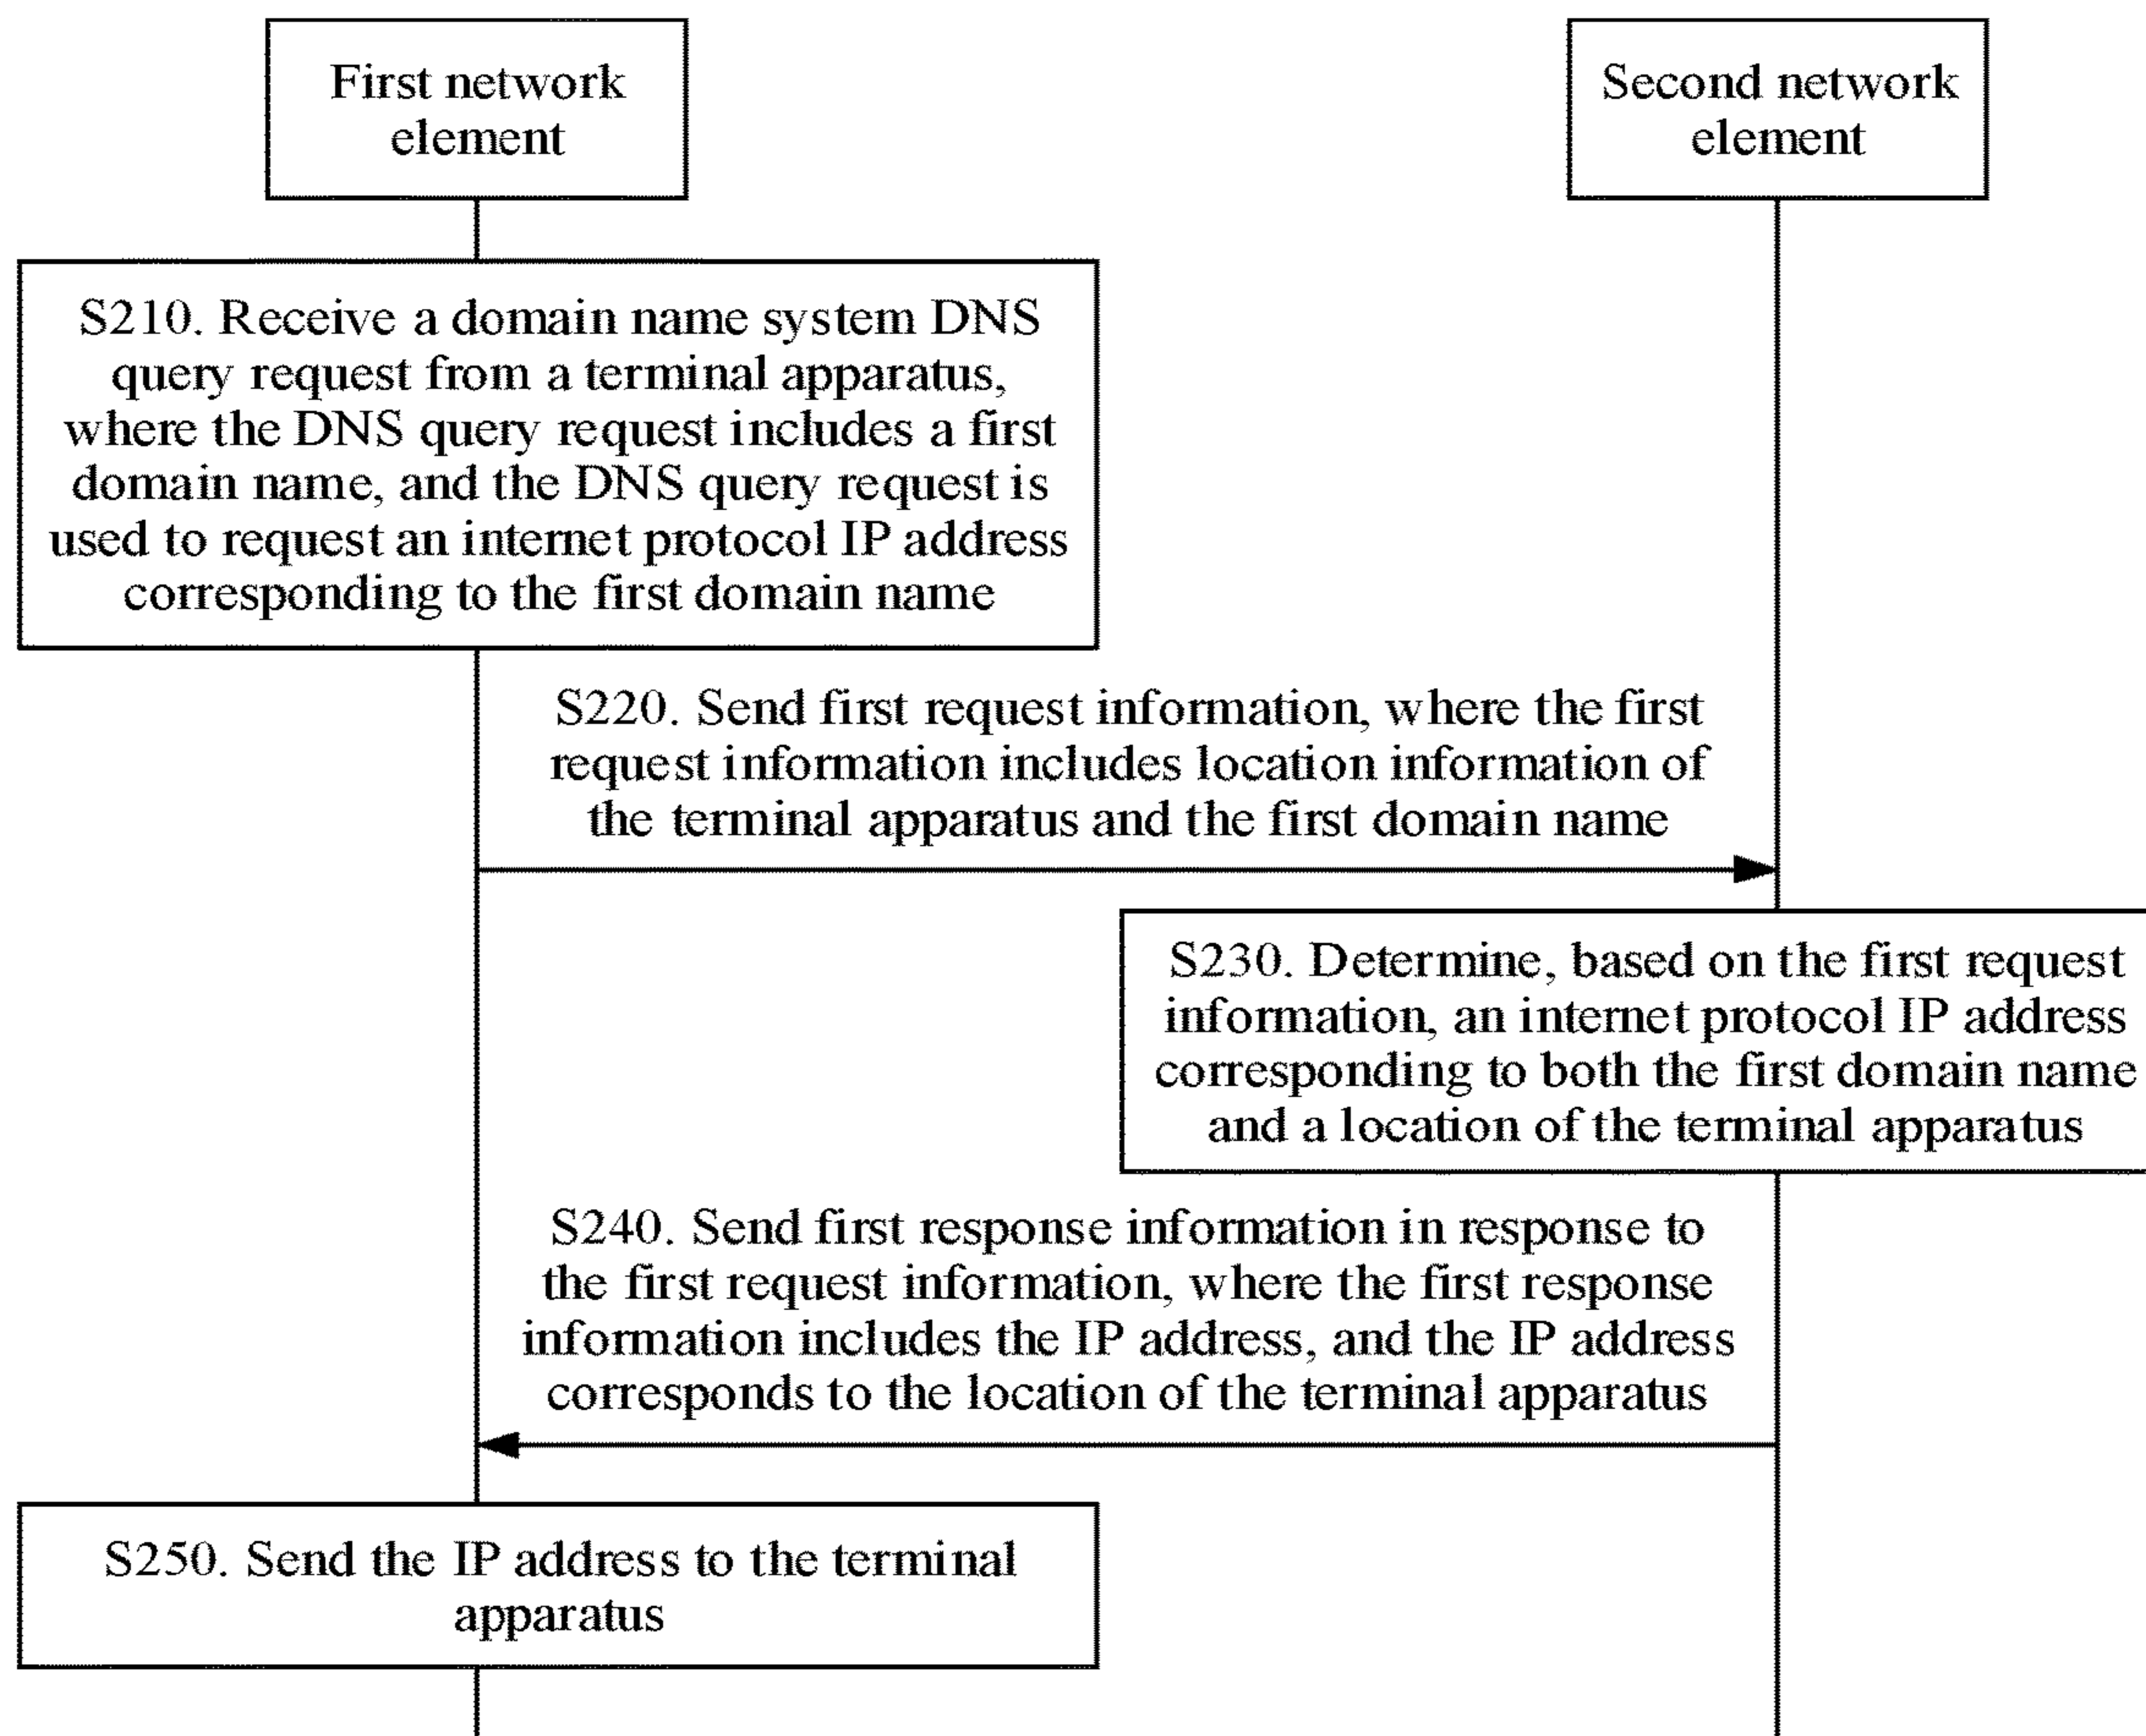 First network
element
Second network
element
S210. Receive a domain name system DNS
query request from a terminal apparatus,
where the DNS query request includes a first
domain name, and the DNS query request is
used to request an internet protocol IP address
corresponding to the first domain name
S220. Send first request information, where the first
request information includes location information of
the terminal apparatus and the first domain name
S230. Determine, based on the first request
information, an internet protocol IP address
corresponding to both the first domain name
and a location of the terminal apparatus
S240. Send first response information in response to
the first request information, where the first response
information includes the IP address, and the IP address
corresponds to the location of the terminal apparatus
S250. Send the IP address to the terminal
apparatus